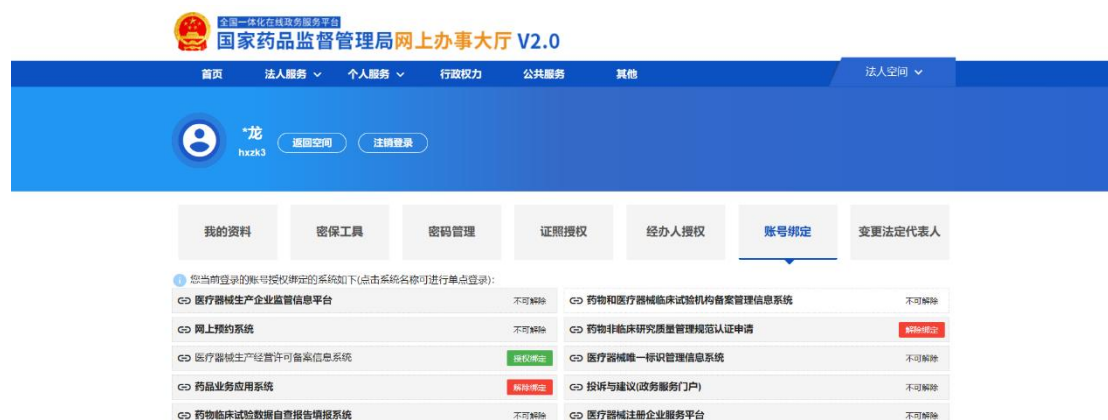 全国一体化在线政务服务平台
国家药品监督管理局网上办事大厅 V2.0
首页 法人服务 个人服务 行政权力 公共服务 其他 法人空间
*龙
hxzk3
返回空间 注销登录
我的资料 密保工具 密码管理 证照授权 经办人授权 账号绑定 变更法定代表人
您当前登录的账号授权绑定的系统如下(点击系统名称可进行单点登录):
医疗器械生产企业监管信息平台 不可解除 药物和医疗器械临床试验机构备案管理信息系统 不可解除
网上预约系统 不可解除 药物非临床研究质量管理规范认证申请 解除绑定
医疗器械生产经营许可备案信息系统 授权绑定 医疗器械唯一标识管理信息系统 不可解除
药品业务应用系统 解除绑定 投诉与建议(政务服务门户) 不可解除
药物临床试验数据自查报告填报系统 不可解除 医疗器械注册企业服务平台 不可解除